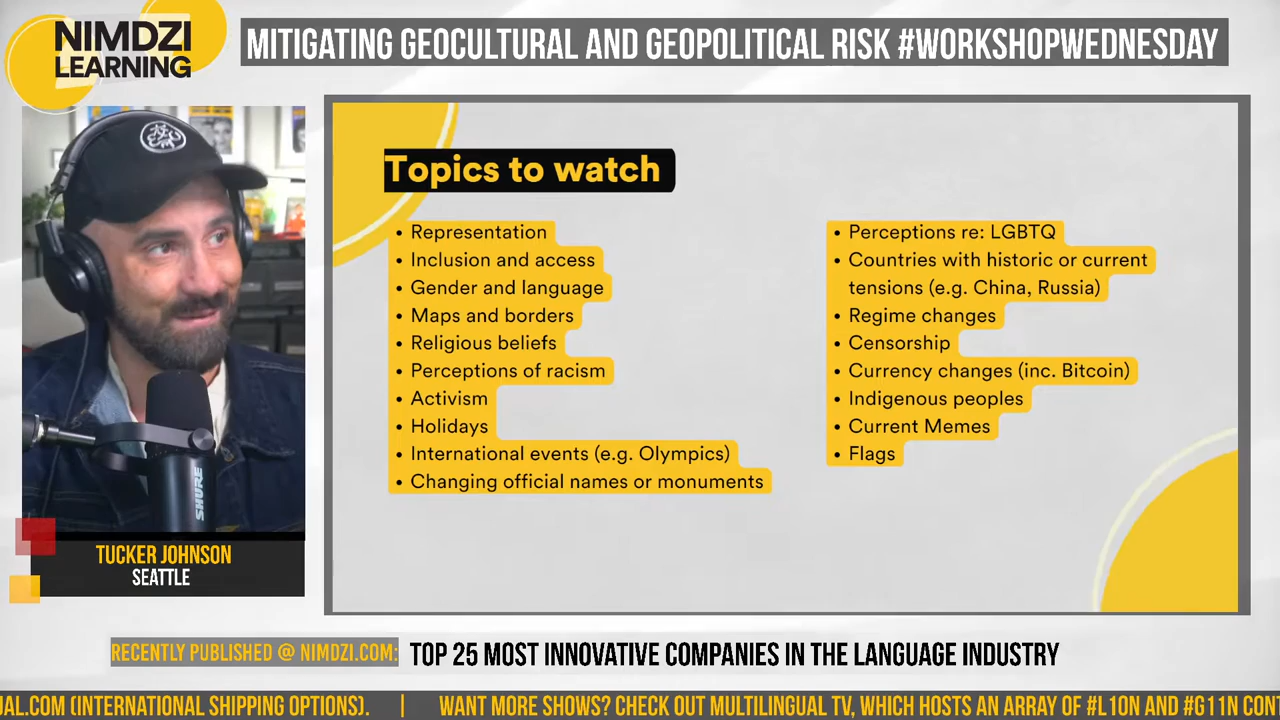 NIMDZI
LEARNING
MITIGATING GEOCULTURAL AND GEOPOLITICAL RISK #WORKSHOPWEDNESDAY
Topics to watch
• Representation
• Inclusion and access
• Gender and language
• Maps and borders
• Religious beliefs
• Perceptions of racism
• Activism
• Holidays
• International events (e.g. Olympics)
• Changing official names or monuments
• Perceptions re: LGBTQ
• Countries with historic or current
tensions (e.g. China, Russia)
• Regime changes
• Censorship
• Currency changes (inc. Bitcoin)
• Indigenous peoples
• Current Memes
• Flags
SHURE
TUCKER JOHNSON
SEATTLE
RECENTLY PUBLISHED @ NIMDZI.COM: TOP 25 MOST INNOVATIVE COMPANIES IN THE LANGUAGE INDUSTRY
UAL.COM (INTERNATIONAL SHIPPING OPTIONS). | WANT MORE SHOWS? CHECK OUT MULTILINGUAL TV, WHICH HOSTS AN ARRAY OF #L10N AND #G11N CON